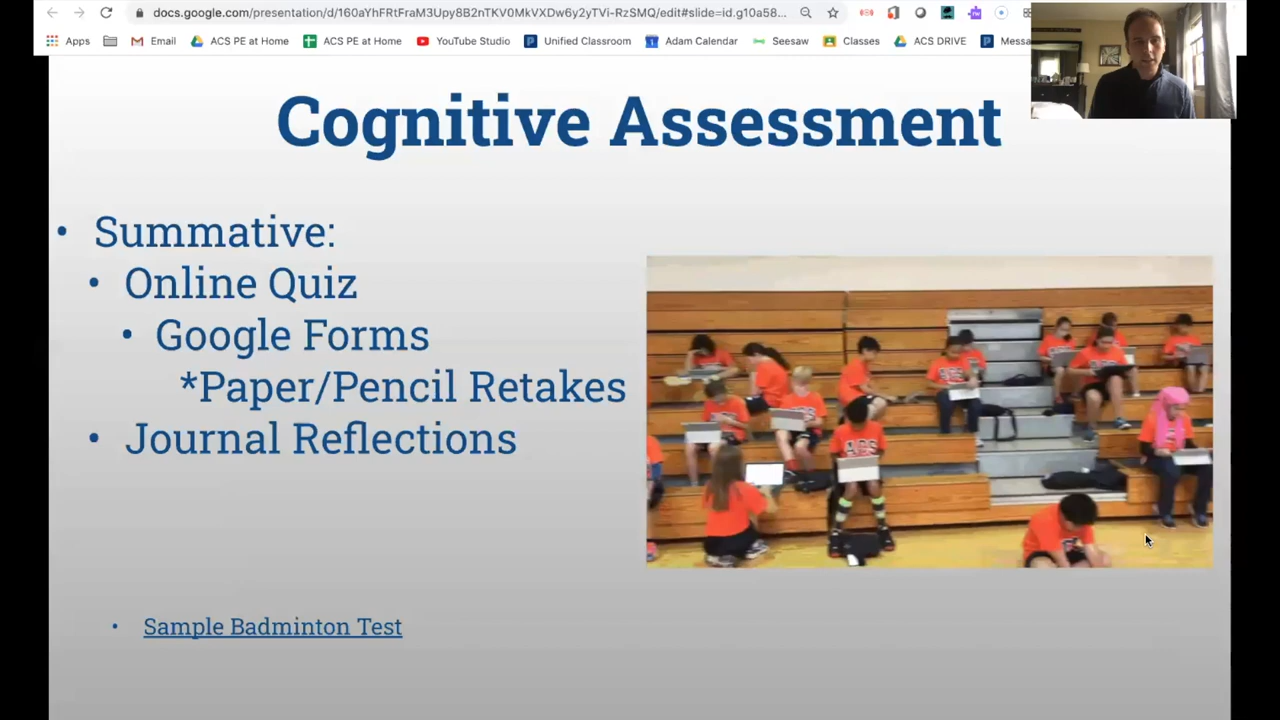 docs.google.com/presentation/d/160aYhFRtFraM3Upy8B2nTKV0MkVXDw6y2yTVi-RzSMQ/edit#slide=id.g10a58...
Apps Email ACS PE at Home ACS PE at Home YouTube Studio Unified Classroom Adam Calendar Seesaw Classes ACS DRIVE Messa
Cognitive Assessment
• Summative:
• Online Quiz
• Google Forms
*Paper/Pencil Retakes
• Journal Reflections
ACS
• Sample Badminton Test